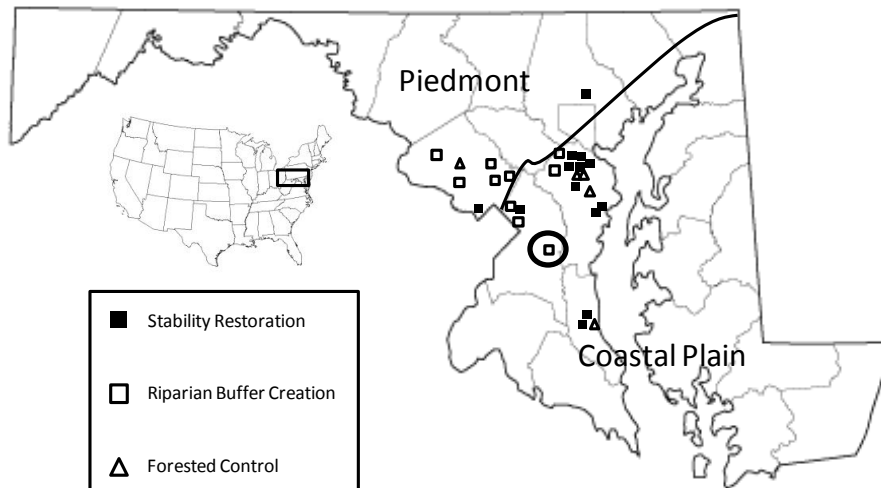 Piedmont
Coastal Plain
Stability Restoration
Riparian Buffer Creation
Forested Control